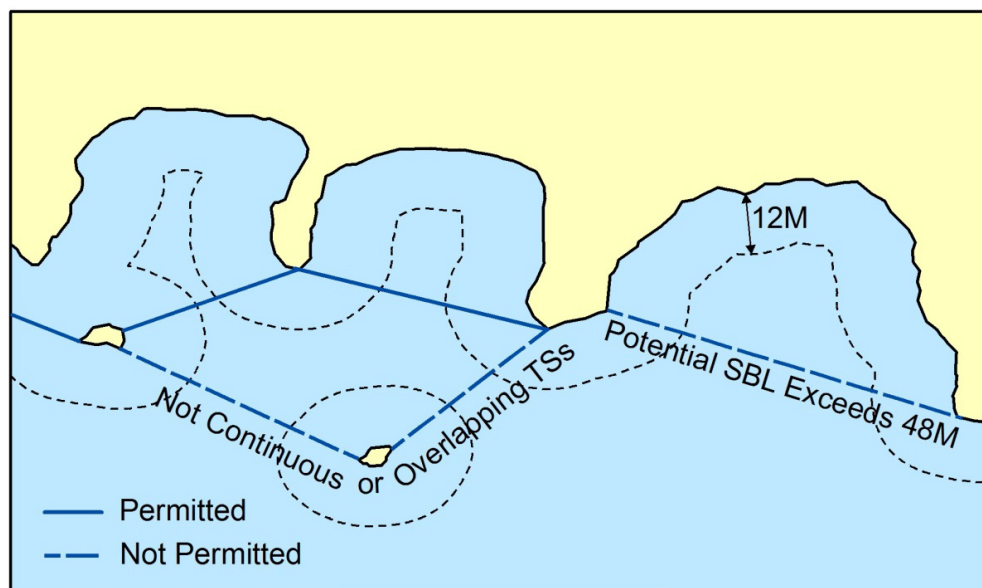 12M
Potential SBL Exceeds 48M
Not Continuous or Overlapping TSs
Permitted
Not Permitted